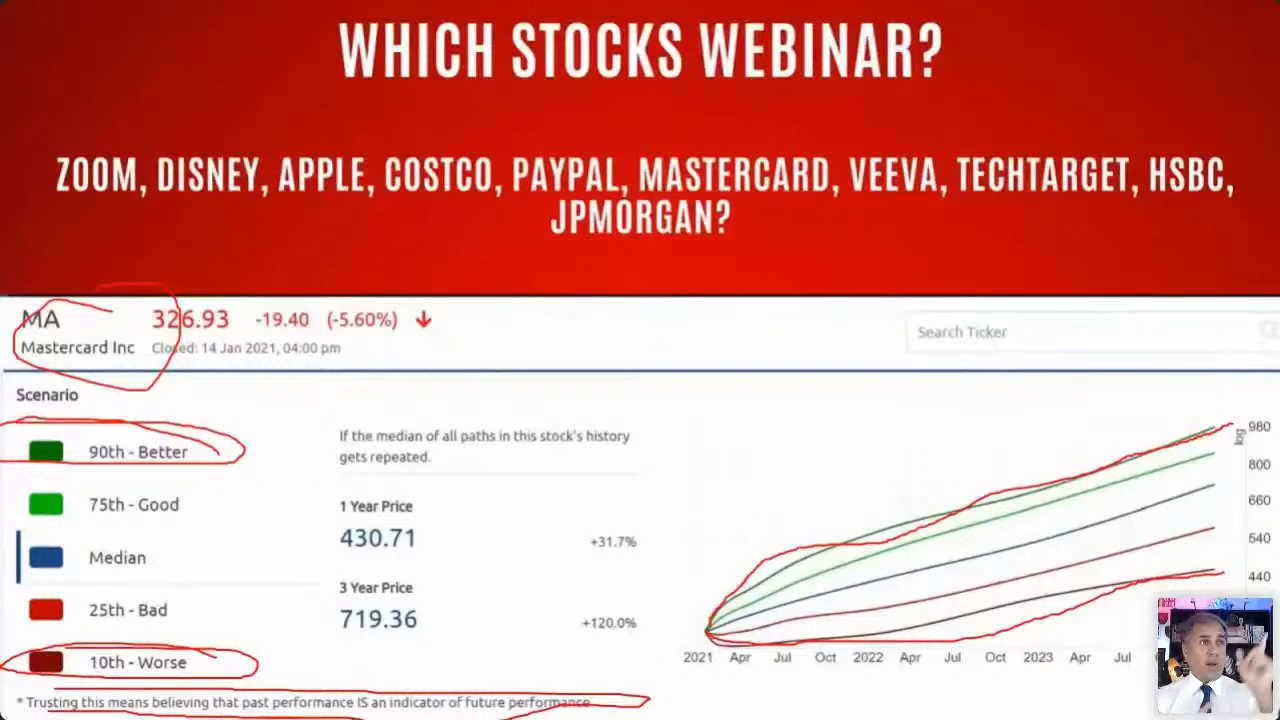 WHICH STOCKS WEBINAR?
ZOOM, DISNEY, APPLE, COSTCO, PAYPAL, MASTERCARD, VEEVA, TECHTARGET, HSBC,
JPMORGAN?
MA 326.93 -19.40 (-5.60%)
Mastercard Inc Closed: 14 Jan 2021, 04:00 pm
Search Ticker
Scenario
90th - Better
75th - Good
Median
25th - Bad
10th - Worse
* Trusting this means believing that past performance IS an indicator of future performance
If the median of all paths in this stock's history
gets repeated.
1 Year Price
430.71 +31.7%
3 Year Price
719.36 +120.0%
980
log
800
660
540
440
2021 Apr Jul Oct 2022 Apr Jul Oct 2023 Apr Jul